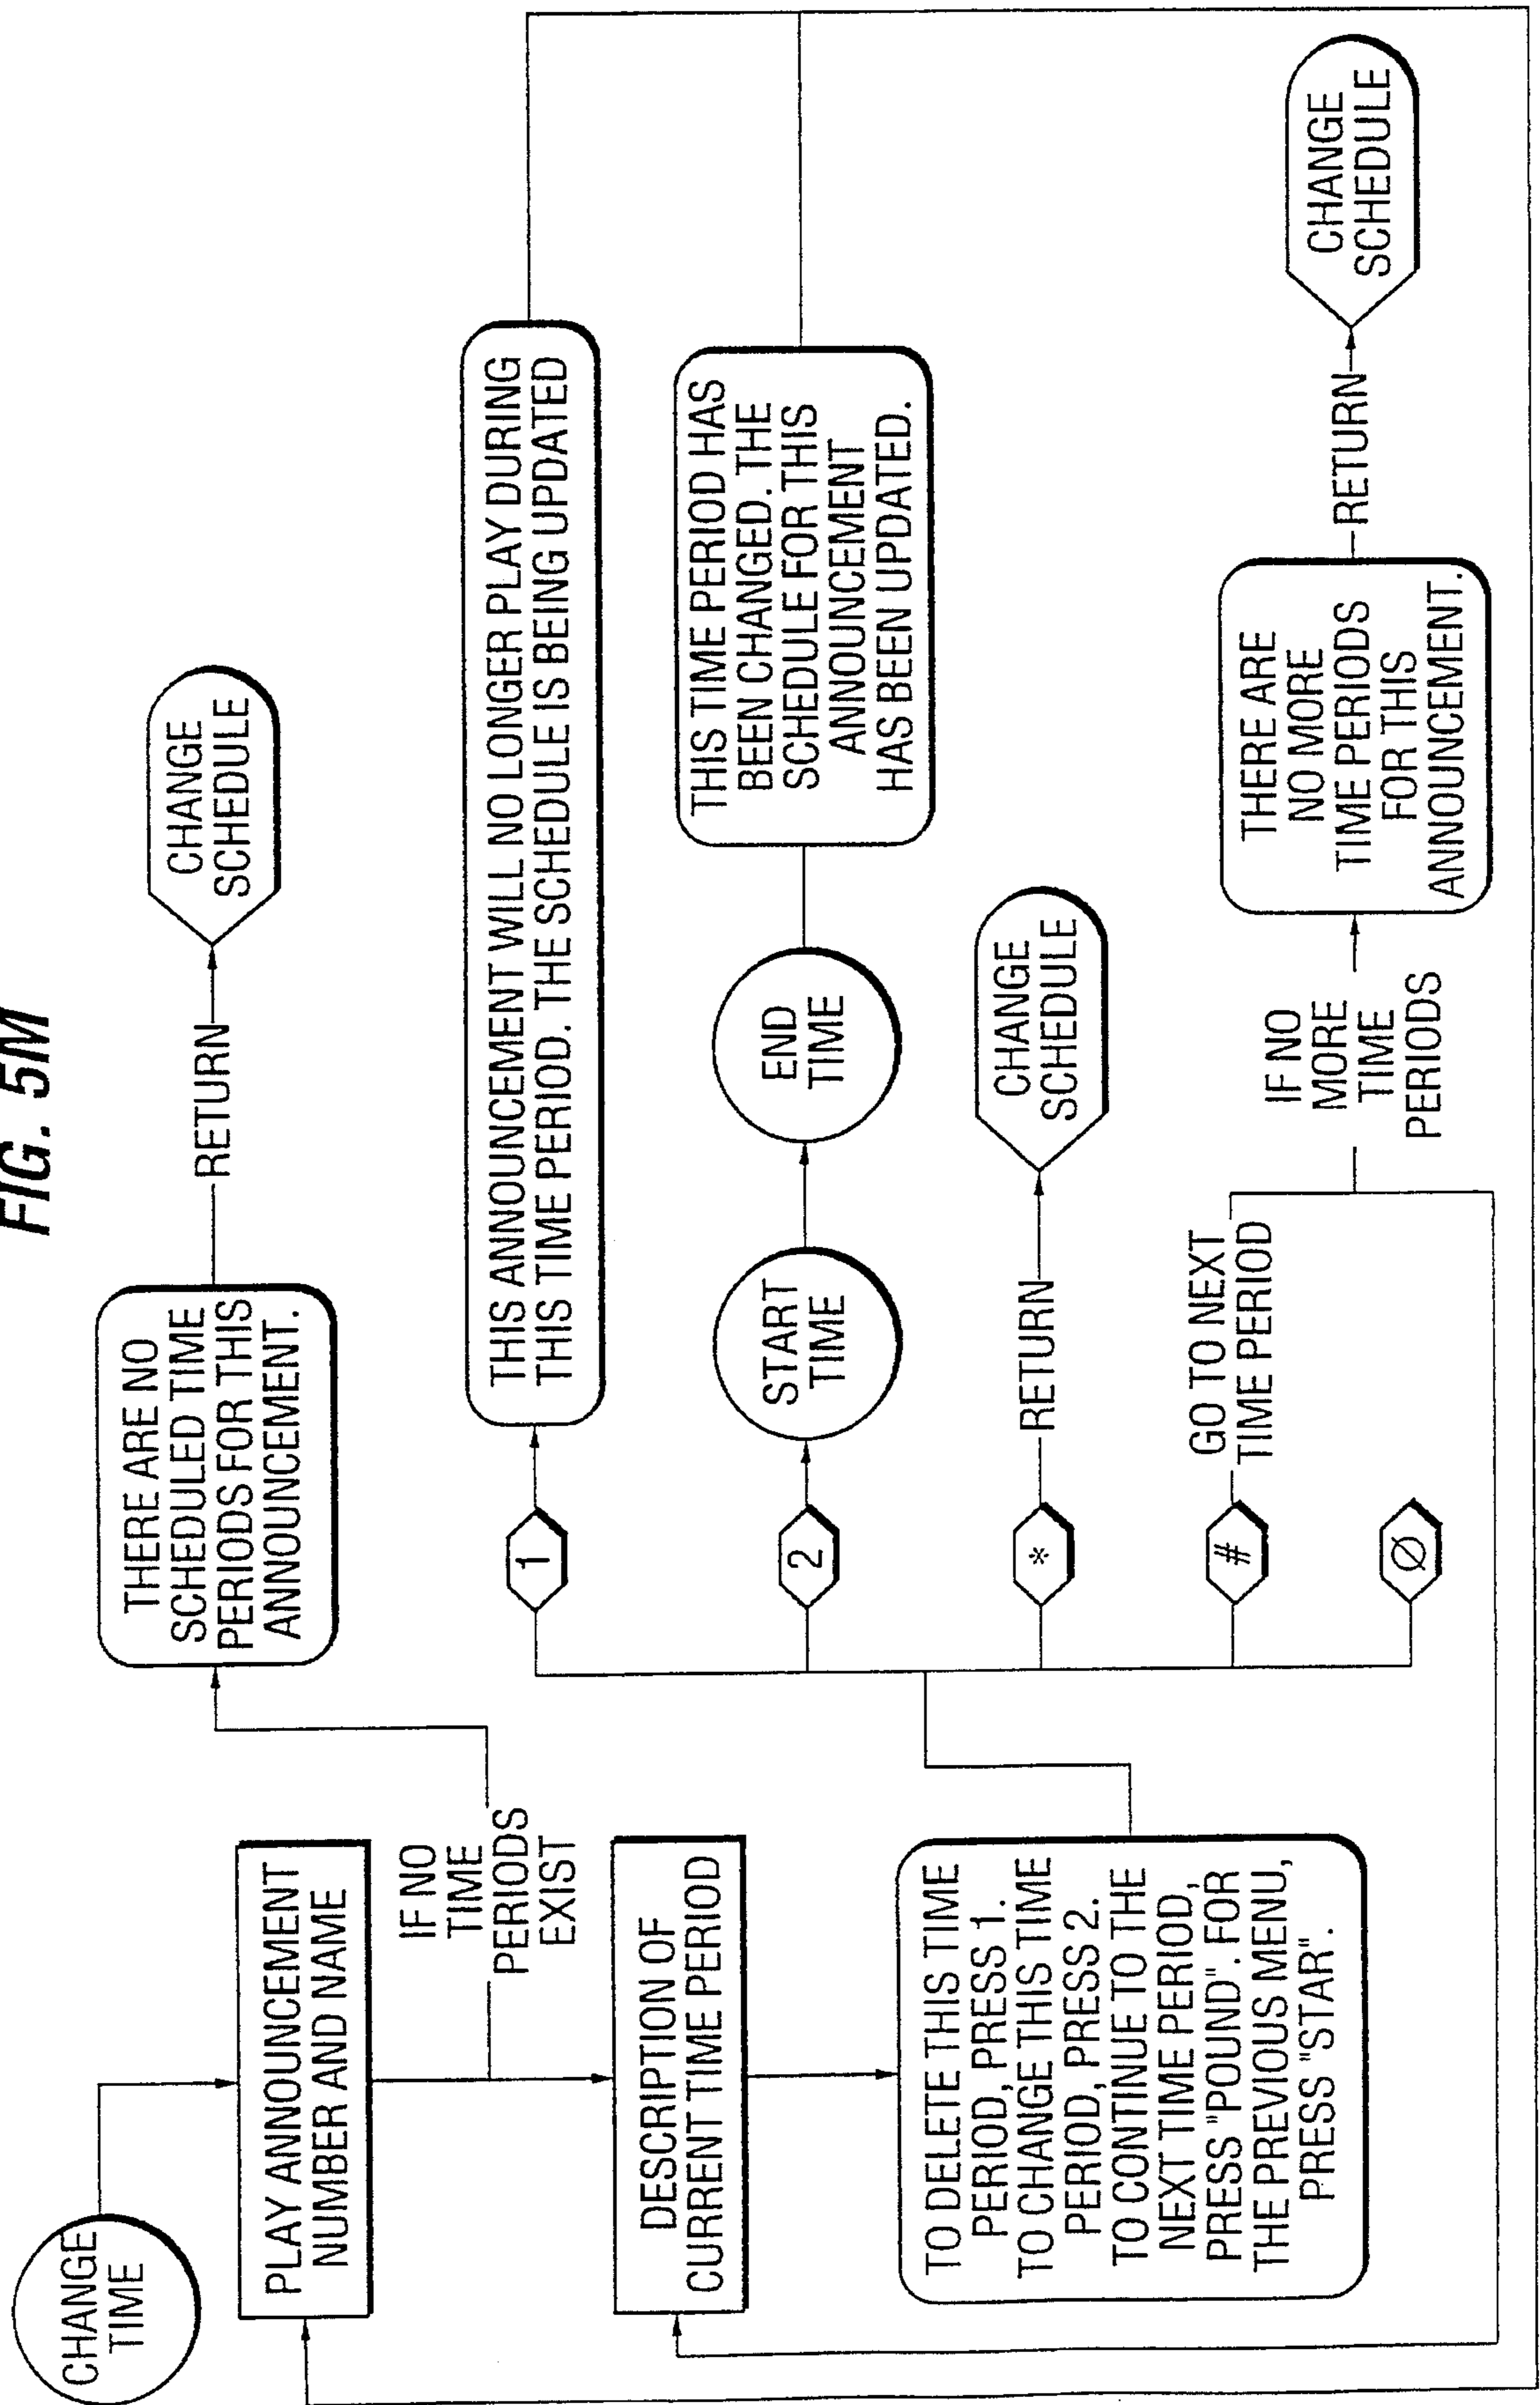 FIG. 5M
CHANGE
TIME
PLAY ANNOUNCEMENT
NUMBER AND NAME
IF NO
TIME
PERIODS
EXIST
THERE ARE NO
SCHEDULED TIME
PERIODS FOR THIS
ANNOUNCEMENT.
RETURN
CHANGE
SCHEDULE
DESCRIPTION OF
CURRENT TIME PERIOD
TO DELETE THIS TIME
PERIOD, PRESS 1.
TO CHANGE THIS TIME
PERIOD, PRESS 2.
TO CONTINUE TO THE
NEXT TIME PERIOD,
PRESS "POUND". FOR
THE PREVIOUS MENU,
PRESS "STAR".
1
THIS ANNOUNCEMENT WILL NO LONGER PLAY DURING
THIS TIME PERIOD. THE SCHEDULE IS BEING UPDATED
2
START
TIME
END
TIME
THIS TIME PERIOD HAS
BEEN CHANGED. THE
SCHEDULE FOR THIS
ANNOUNCEMENT
HAS BEEN UPDATED.
*
RETURN
CHANGE
SCHEDULE
#
GO TO NEXT
TIME PERIOD
IF NO
MORE
TIME
PERIODS
THERE ARE
NO MORE
TIME PERIODS
FOR THIS
ANNOUNCEMENT.
RETURN
CHANGE
SCHEDULE
Ø